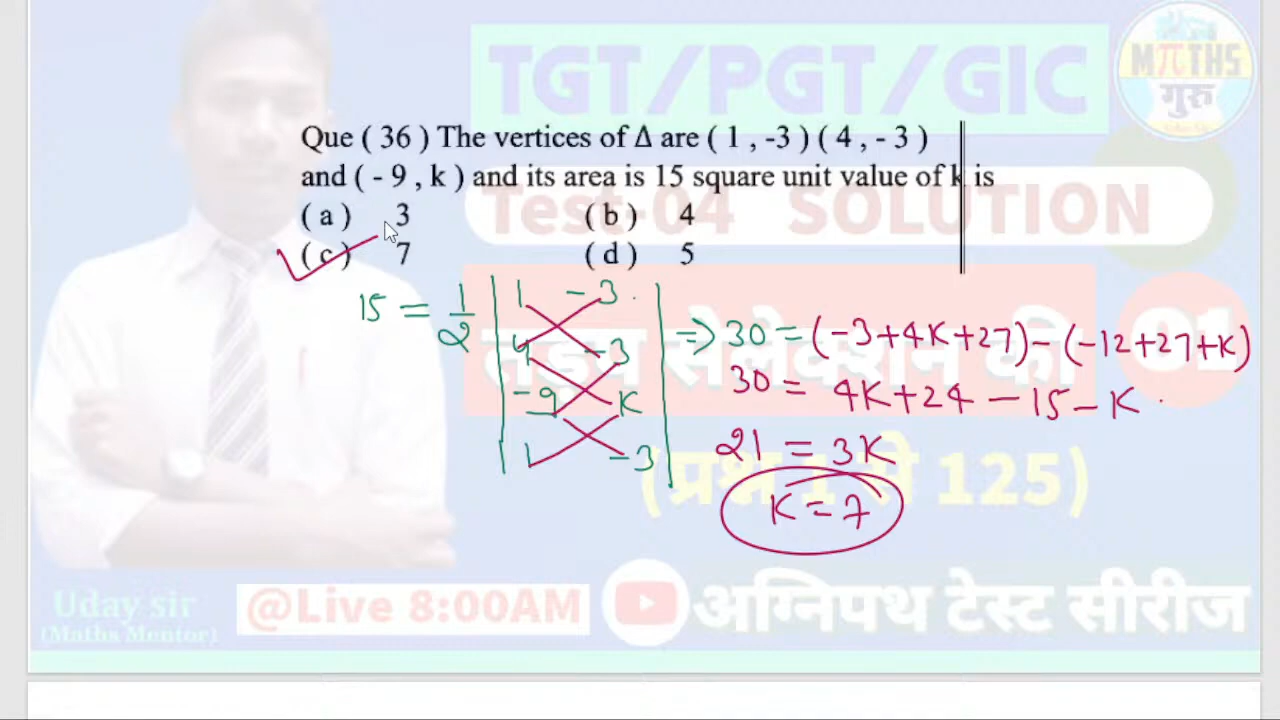 TGT/PGT/GIC
MπTHS
गुरु
Que ( 36 ) The vertices of Δ are ( 1 , -3 ) ( 4 , - 3 )
and ( - 9 , k ) and its area is 15 square unit value of k is
Test-04 SOLUTION
( a ) 3 ( b ) 4
( c ) 7 ( d ) 5
15 = 1/2 | 1 -3 |
4 -3
-9 K
1 -3
⇒ 30 = (-3+4K+27) - (-12+27+K)
30 = 4K+24 - 15 - K
21 = 3K
K = 7
सेलेक्शन की
01
(प्रश्न 1 से 125)
Uday sir
(Maths Mentor)
@Live 8:00AM
अग्निपथ टेस्ट सीरीज